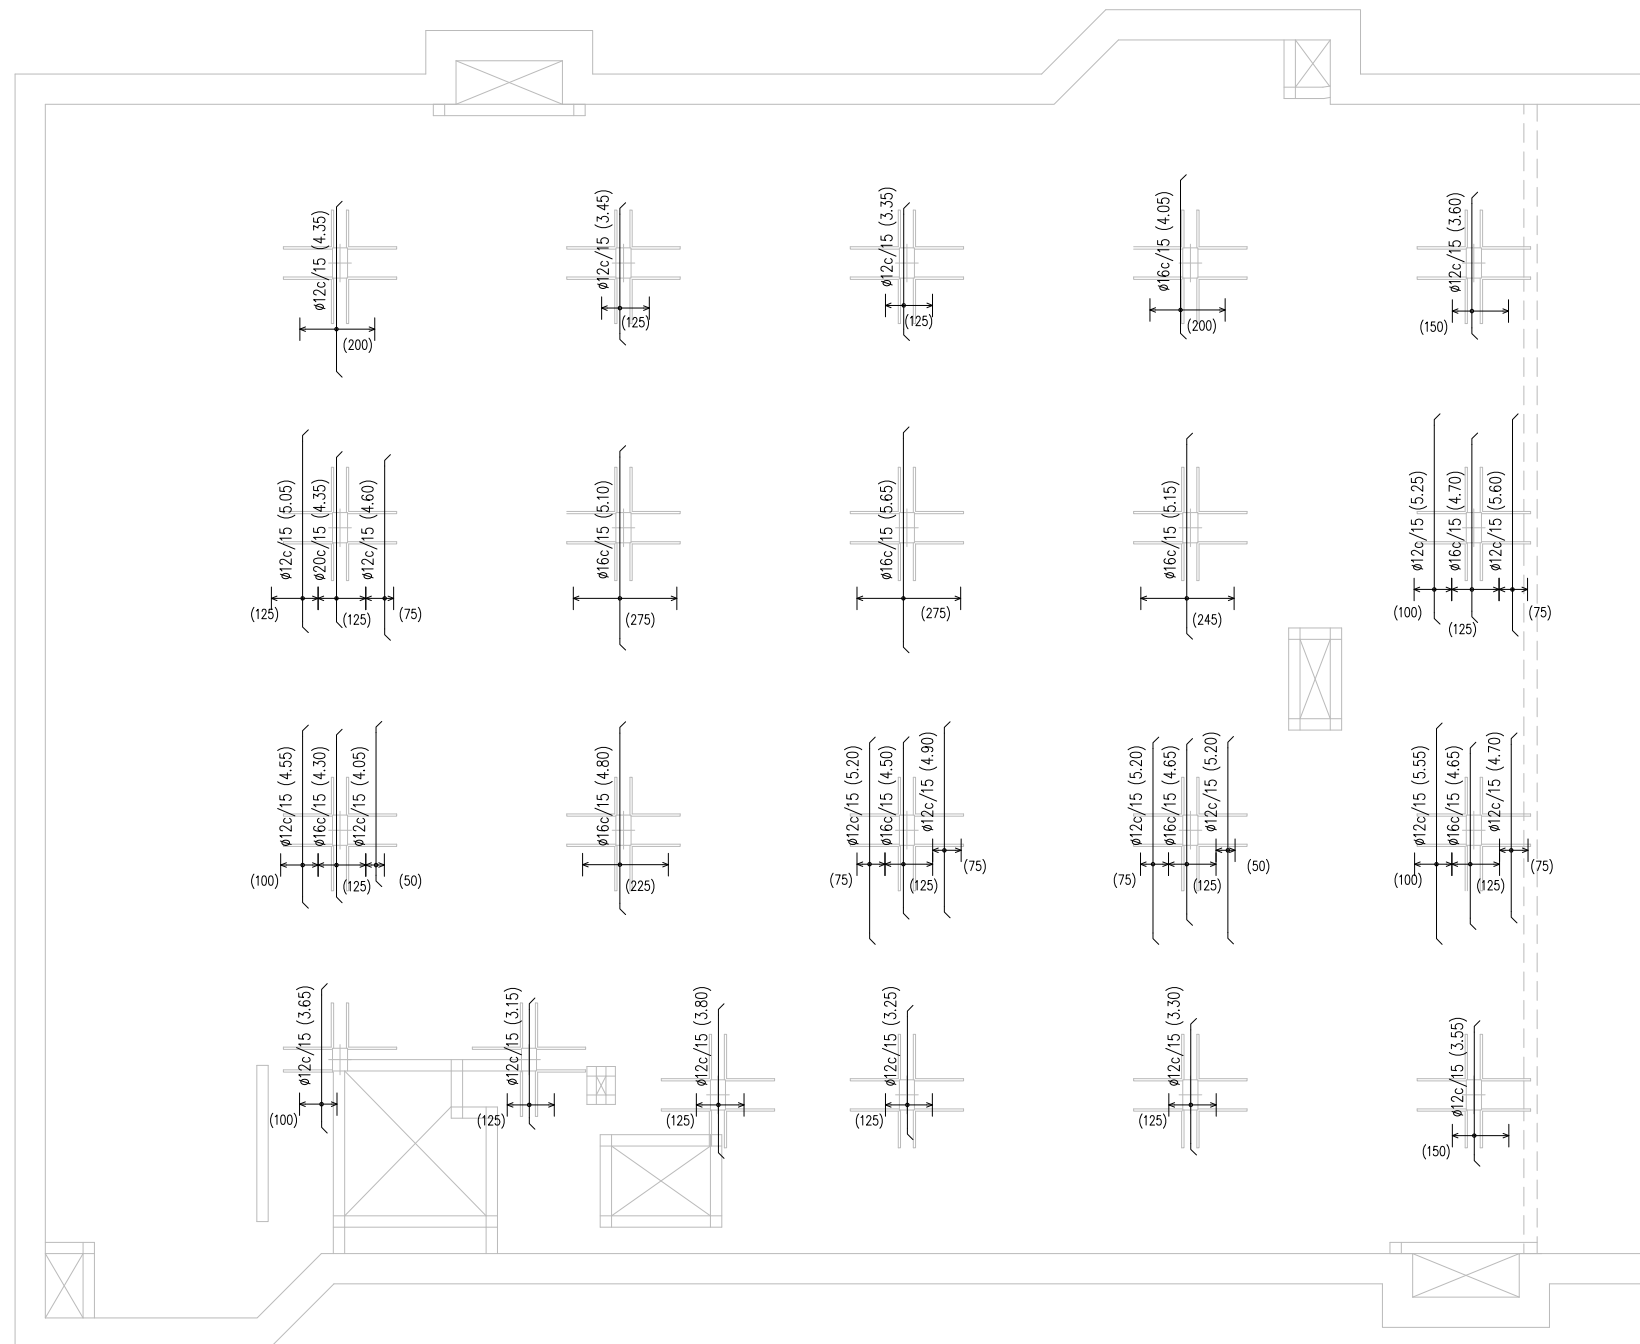 ø12c/15 (4.35)
(200)
ø12c/15 (3.45)
(125)
ø12c/15 (3.35)
(125)
ø16c/15 (4.05)
(200)
ø12c/15 (3.60)
(150)
ø12c/15 (5.05)
ø20c/15 (4.35)
ø12c/15 (4.60)
(125)
(125)
(75)
ø16c/15 (5.10)
(275)
ø16c/15 (5.65)
(275)
ø16c/15 (5.15)
(245)
ø12c/15 (5.25)
ø16c/15 (4.70)
ø12c/15 (5.60)
(100)
(125)
(75)
ø12c/15 (4.55)
ø16c/15 (4.30)
ø12c/15 (4.05)
(100)
(125)
(50)
ø16c/15 (4.80)
(225)
ø12c/15 (5.20)
ø16c/15 (4.50)
ø12c/15 (4.90)
(75)
(125)
(75)
ø12c/15 (5.20)
ø16c/15 (4.65)
ø12c/15 (5.20)
(75)
(125)
(50)
ø12c/15 (5.55)
ø16c/15 (4.65)
ø12c/15 (4.70)
(100)
(125)
(75)
ø12c/15 (3.65)
(100)
ø12c/15 (3.15)
(125)
ø12c/15 (3.80)
(125)
ø12c/15 (3.25)
(125)
ø12c/15 (3.30)
(125)
ø12c/15 (3.55)
(150)